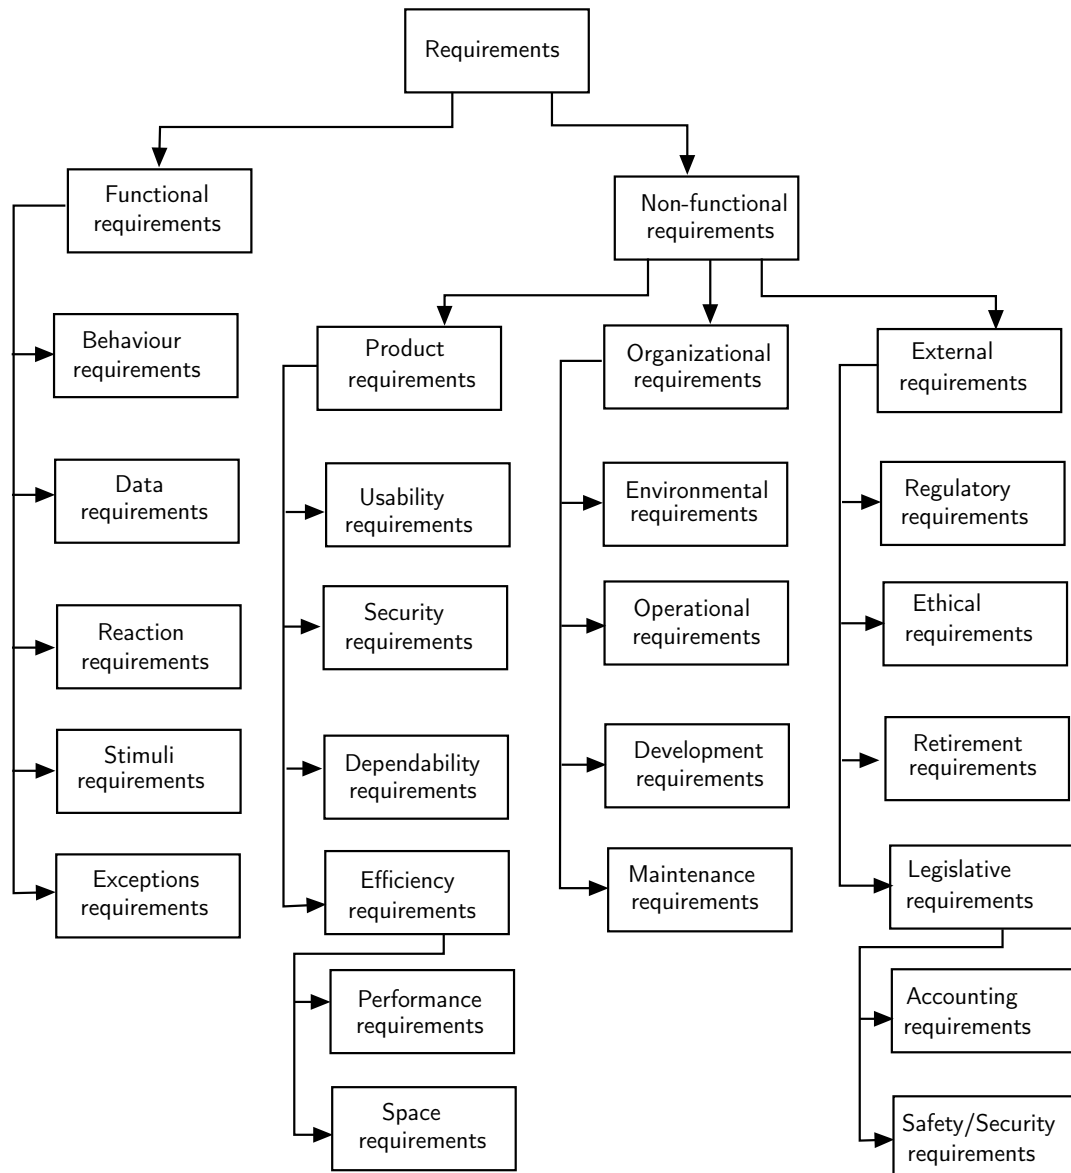 Requirements
Functional
requirements
Non-functional
requirements
Behaviour
requirements
Data
requirements
Reaction
requirements
Stimuli
requirements
Exceptions
requirements
Product
requirements
Usability
requirements
Security
requirements
Dependability
requirements
Efficiency
requirements
Performance
requirements
Space
requirements
Organizational
requirements
Environmental
requirements
Operational
requirements
Development
requirements
Maintenance
requirements
External
requirements
Regulatory
requirements
Ethical
requirements
Retirement
requirements
Legislative
requirements
Accounting
requirements
Safety/Security
requirements